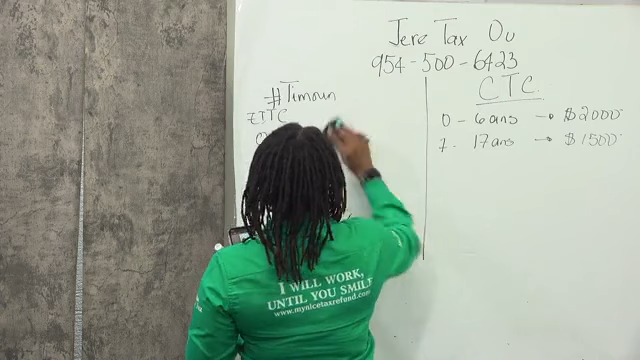 Jere Tax Ou
954-500-6423
CTC
0 - 6 ans → $2000
7 - 17 ans → $1500
#Timoun
EITC
I WILL WORK,
UNTIL YOU SMILE
www.mynicetaxrefund.com